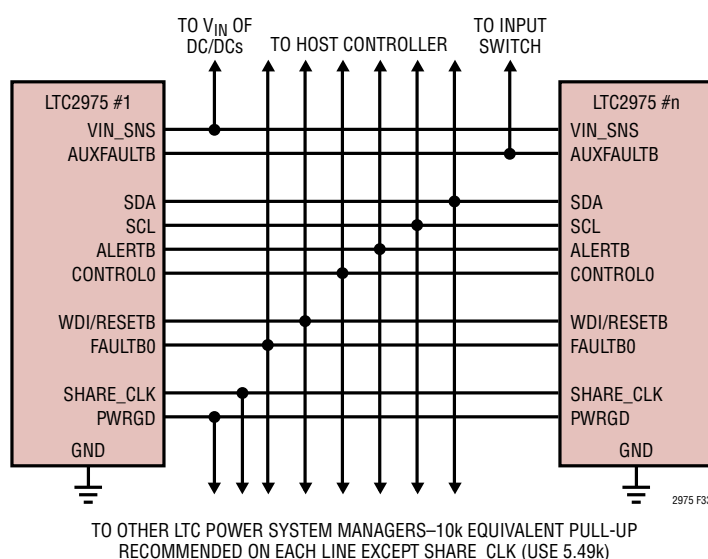 TO VIN OF
DC/DCs
TO HOST CONTROLLER
TO INPUT
SWITCH
LTC2975 #1
VIN_SNS
AUXFAULTB
SDA
SCL
ALERTB
CONTROL0
WDI/RESETB
FAULTB0
SHARE_CLK
PWRGD
GND
LTC2975 #n
VIN_SNS
AUXFAULTB
SDA
SCL
ALERTB
CONTROL0
WDI/RESETB
FAULTB0
SHARE_CLK
PWRGD
GND
2975 F33
TO OTHER LTC POWER SYSTEM MANAGERS–10k EQUIVALENT PULL-UP
RECOMMENDED ON EACH LINE EXCEPT SHARE_CLK (USE 5.49k)